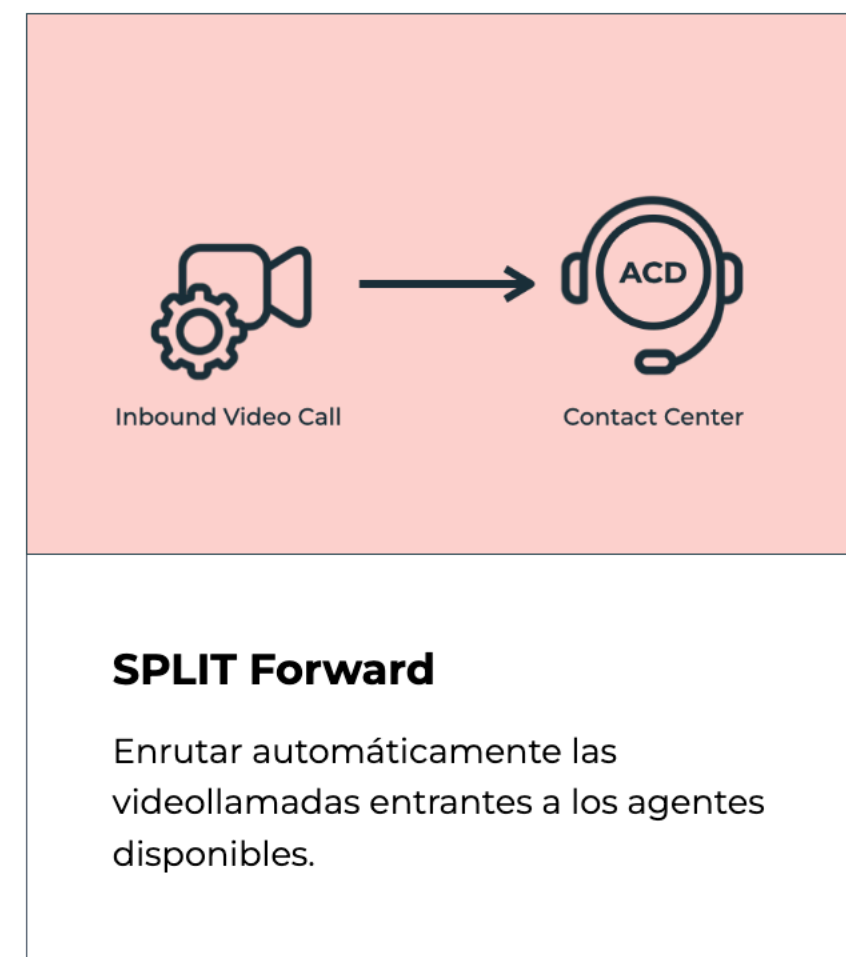 ACD
Inbound Video Call
Contact Center
SPLIT Forward
Enrutar automáticamente las
videollamadas entrantes a los agentes
disponibles.